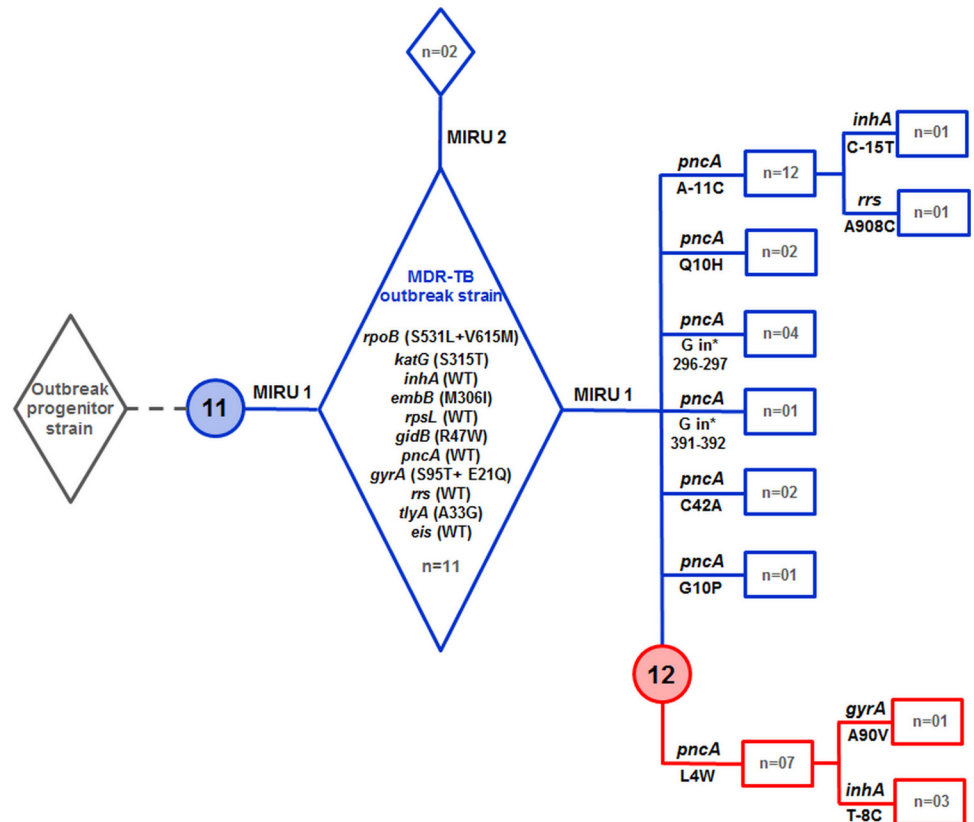 n=02
MIRU 2
Outbreak
progenitor
strain
11
MIRU 1
MDR-TB
outbreak strain
rpoB (S531L+V615M)
katG (S315T)
inhA (WT)
embB (M306I)
rpsL (WT)
gidB (R47W)
pncA (WT)
gyrA (S95T+ E21Q)
rrs (WT)
tlyA (A33G)
eis (WT)
n=11
MIRU 1
pncA
A-11C
n=12
inhA
C-15T
n=01
rrs
A908C
n=01
pncA
Q10H
n=02
pncA
G in*
296-297
n=04
pncA
G in*
391-392
n=01
pncA
C42A
n=02
pncA
G10P
n=01
12
pncA
L4W
n=07
gyrA
A90V
n=01
inhA
T-8C
n=03